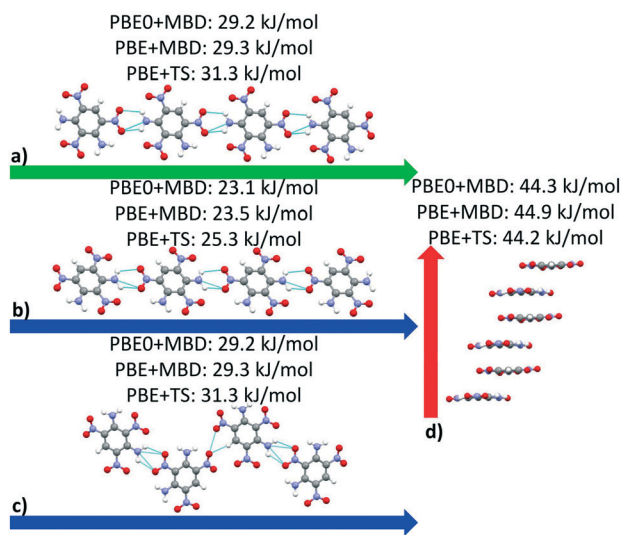 PBE0+MBD: 29.2 kJ/mol
PBE+MBD: 29.3 kJ/mol
PBE+TS: 31.3 kJ/mol
a)
PBE0+MBD: 23.1 kJ/mol
PBE+MBD: 23.5 kJ/mol
PBE+TS: 25.3 kJ/mol
b)
PBE0+MBD: 29.2 kJ/mol
PBE+MBD: 29.3 kJ/mol
PBE+TS: 31.3 kJ/mol
c)
PBE0+MBD: 44.3 kJ/mol
PBE+MBD: 44.9 kJ/mol
PBE+TS: 44.2 kJ/mol
d)